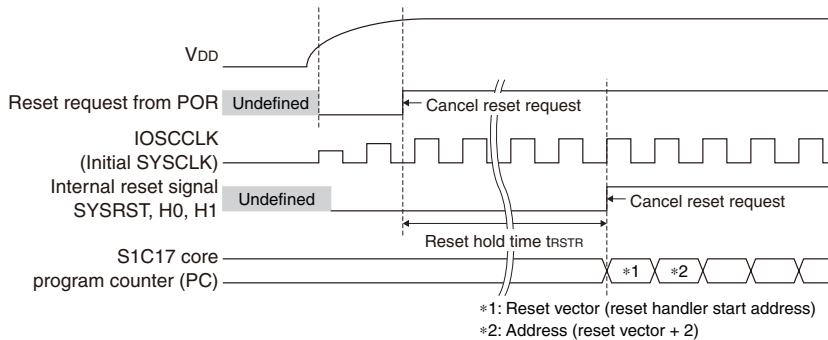 VDD
Reset request from POR
Undefined
Cancel reset request
IOSCCLK
(Initial SYSCLK)
Internal reset signal
SYSRST, H0, H1
Undefined
Cancel reset request
Reset hold time tRSTR
S1C17 core
program counter (PC)
*1
*2
*1: Reset vector (reset handler start address)
*2: Address (reset vector + 2)